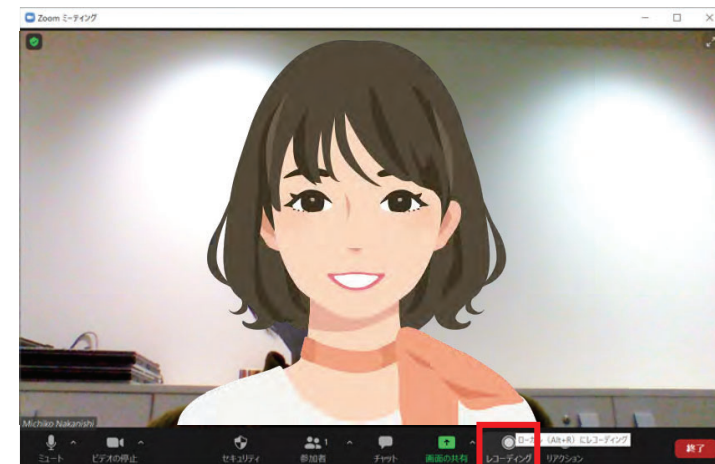 Zoom ミーティング
Michiko Nakanishi
ミュート
ビデオの停止
セキュリティ
参加者
1
チャット
画面の共有
レコーディング
リアクション
ローカル (Alt+R) にレコーディング
終了